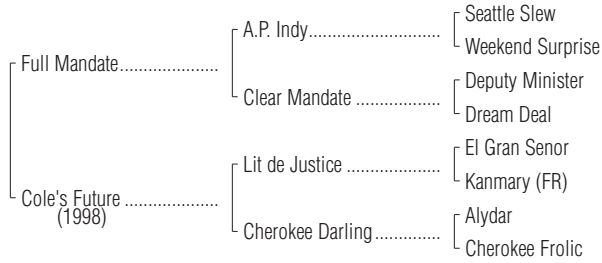 Seattle Slew
A.P. Indy............................
Weekend Surprise
Full Mandate.....................
Deputy Minister
Clear Mandate ..................
Dream Deal
El Gran Senor
Lit de Justice ....................
Kanmary (FR)
Cole's Future ....................
(1998)
Alydar
Cherokee Darling..............
Cherokee Frolic